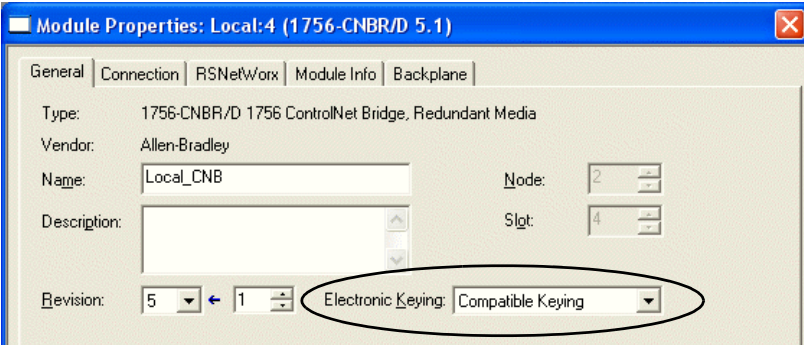 Module Properties: Local:4 (1756-CNBR/D 5.1)
General Connection RSNetWorx Module Info Backplane
Type: 1756-CNBR/D 1756 ControlNet Bridge, Redundant Media
Vendor: Allen-Bradley
Name: Local_CNB Node: 2
Description: Slot: 4
Revision: 5 1 Electronic Keying: Compatible Keying